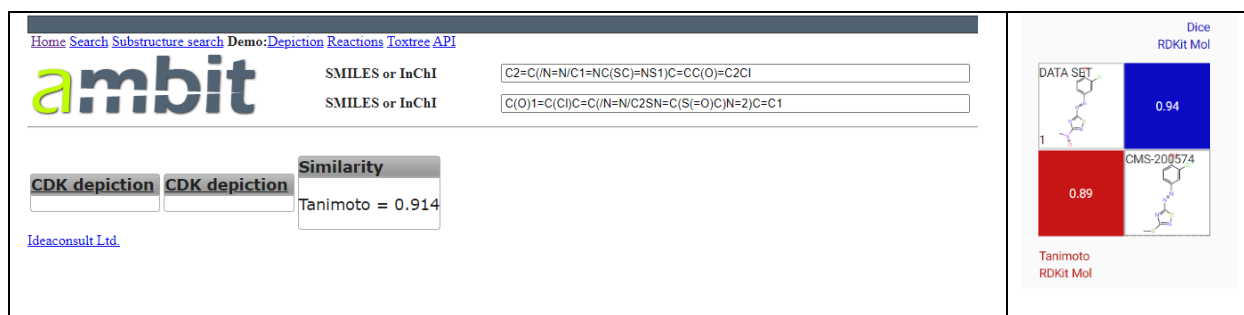 Home Search Substructure search Demo:Depiction Reactions Toxtree API
ambit
SMILES or InChI C2=C(/N=N/C1=NC(SC)=NS1)C=CC(O)=C2Cl
SMILES or InChI C(O)1=C(Cl)C=C(/N=N/C2SN=C(S(=O)C)N=2)C=C1
CDK depiction CDK depiction Similarity
Tanimoto = 0.914
Ideaconsult Ltd.
Dice
RDKit Mol
DATA SET
0.94
1
CMS-200574
0.89
Tanimoto
RDKit Mol